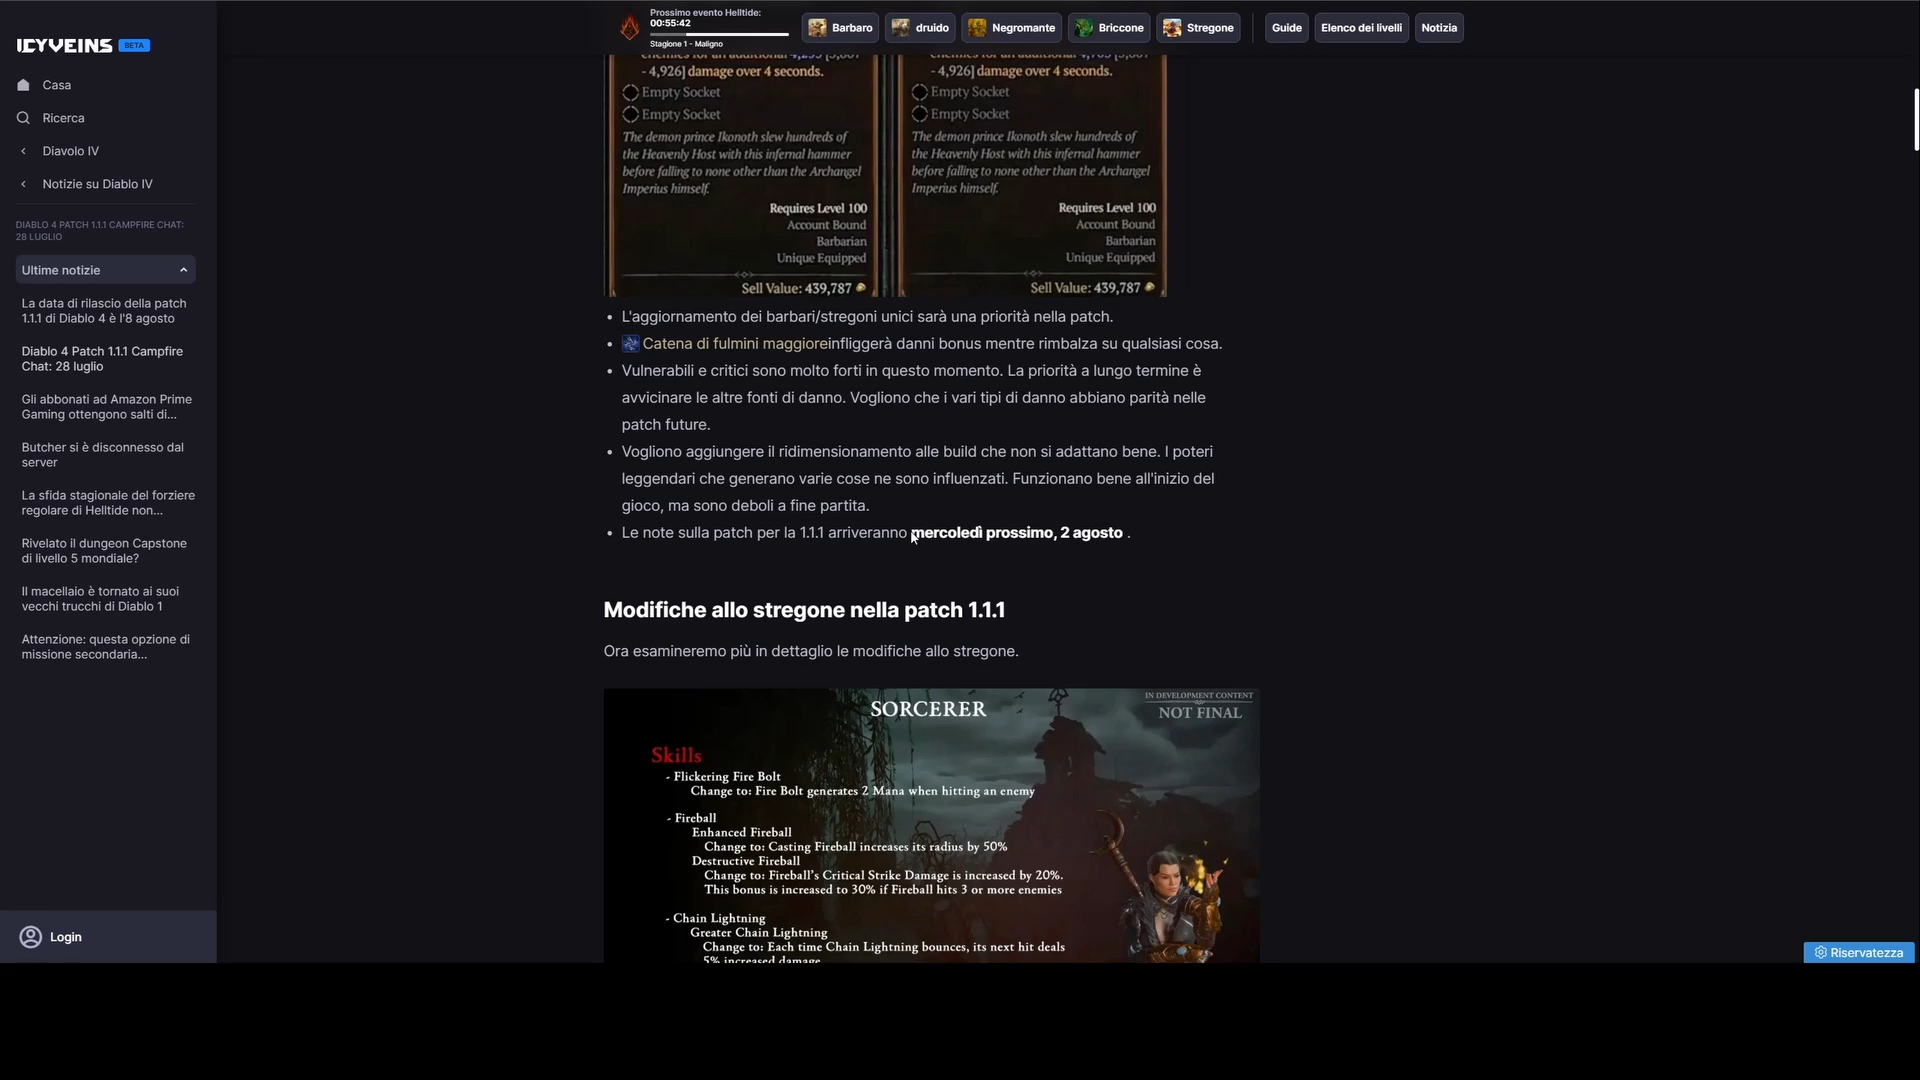 ICYVEINS BETA
Casa
Ricerca
Diavolo IV
Notizie su Diablo IV
DIABLO 4 PATCH 1.1.1 CAMPFIRE CHAT:
28 LUGLIO
Ultime notizie
La data di rilascio della patch
1.1.1 di Diablo 4 è l'8 agosto
Diablo 4 Patch 1.1.1 Campfire
Chat: 28 luglio
Gli abbonati ad Amazon Prime
Gaming ottengono salti di...
Butcher si è disconnesso dal
server
La sfida stagionale del forziere
regolare di Helltide non...
Rivelato il dungeon Capstone
di livello 5 mondiale?
Il macellaio è tornato ai suoi
vecchi trucchi di Diablo 1
Attenzione: questa opzione di
missione secondaria...
Login
Prossimo evento Helltide:
00:55:42
Stagione 1 - Maligno
Barbaro
druido
Negromante
Briccone
Stregone
Guide
Elenco dei livelli
Notizia
enemies for an additional
- 4,926] damage over 4 seconds.
Empty Socket
Empty Socket
The demon prince Ikonoth slew hundreds of
the Heavenly Host with this infernal hammer
before falling to none other than the Archangel
Imperius himself.
Requires Level 100
Account Bound
Barbarian
Unique Equipped
Sell Value: 439,787
enemies for an additional
- 4,926] damage over 4 seconds.
Empty Socket
Empty Socket
The demon prince Ikonoth slew hundreds of
the Heavenly Host with this infernal hammer
before falling to none other than the Archangel
Imperius himself.
Requires Level 100
Account Bound
Barbarian
Unique Equipped
Sell Value: 439,787
• L'aggiornamento dei barbari/stregoni unici sarà una priorità nella patch.
• Catena di fulmini maggioreinfliggerà danni bonus mentre rimbalza su qualsiasi cosa.
• Vulnerabili e critici sono molto forti in questo momento. La priorità a lungo termine è
avvicinare le altre fonti di danno. Vogliono che i vari tipi di danno abbiano parità nelle
patch future.
• Vogliono aggiungere il ridimensionamento alle build che non si adattano bene. I poteri
leggendari che generano varie cose ne sono influenzati. Funzionano bene all'inizio del
gioco, ma sono deboli a fine partita.
• Le note sulla patch per la 1.1.1 arriveranno mercoledì prossimo, 2 agosto .
Modifiche allo stregone nella patch 1.1.1
Ora esamineremo più in dettaglio le modifiche allo stregone.
SORCERER
IN DEVELOPMENT CONTENT
NOT FINAL
Skills
- Flickering Fire Bolt
Change to: Fire Bolt generates 2 Mana when hitting an enemy
- Fireball
Enhanced Fireball
Change to: Casting Fireball increases its radius by 50%
Destructive Fireball
Change to: Fireball's Critical Strike Damage is increased by 20%.
This bonus is increased to 30% if Fireball hits 3 or more enemies
- Chain Lightning
Greater Chain Lightning
Change to: Each time Chain Lightning bounces, its next hit deals
5% increased damage
Riservatezza